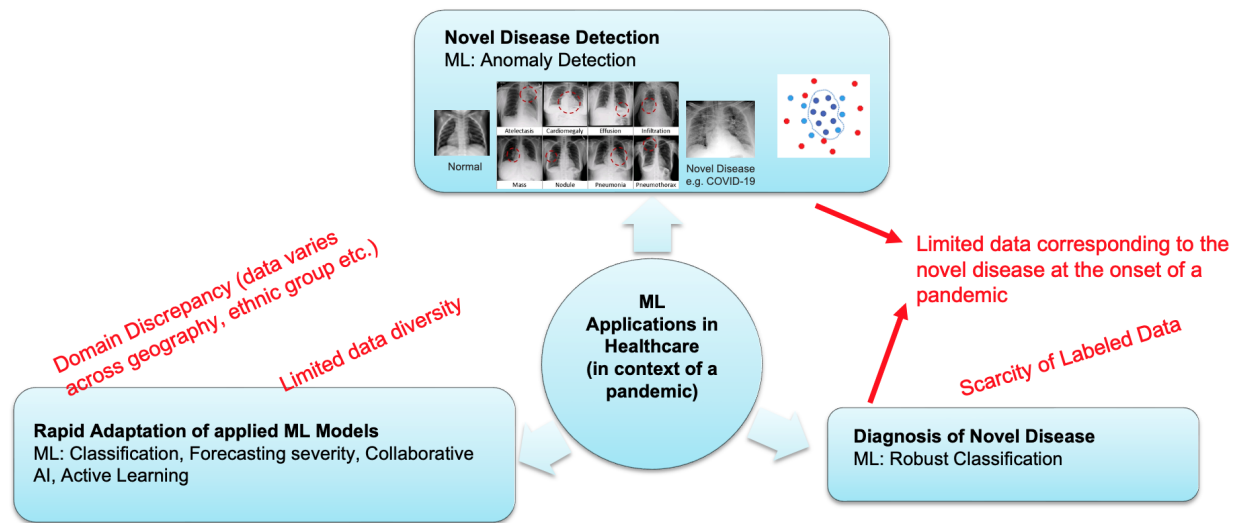 Novel Disease Detection
ML: Anomaly Detection
Atelectasis
Cardiomegaly
Effusion
Infiltration
Normal
Mass
Nodule
Pneumonia
Pneumothorax
Novel Disease
e.g. COVID-19
Domain Discrepancy (data varies
across geography, ethnic group etc.)
Limited data diversity
ML
Applications in
Healthcare
(in context of a
pandemic)
Limited data corresponding to the
novel disease at the onset of a
pandemic
Scarcity of Labeled Data
Rapid Adaptation of applied ML Models
ML: Classification, Forecasting severity, Collaborative
AI, Active Learning
Diagnosis of Novel Disease
ML: Robust Classification